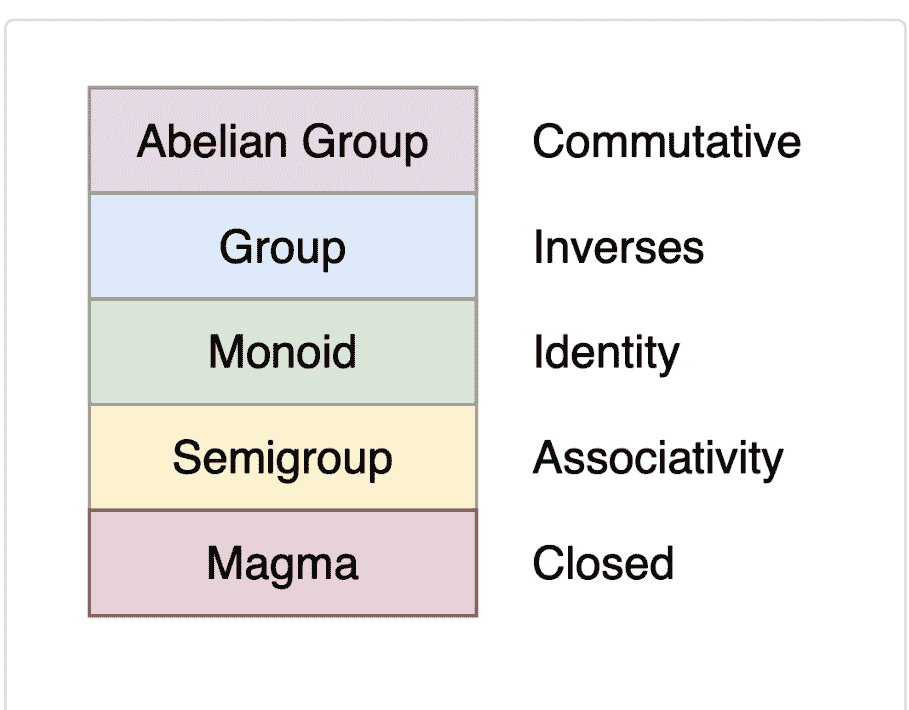 Abelian Group Commutative
Group Inverses
Monoid Identity
Semigroup Associativity
Magma Closed